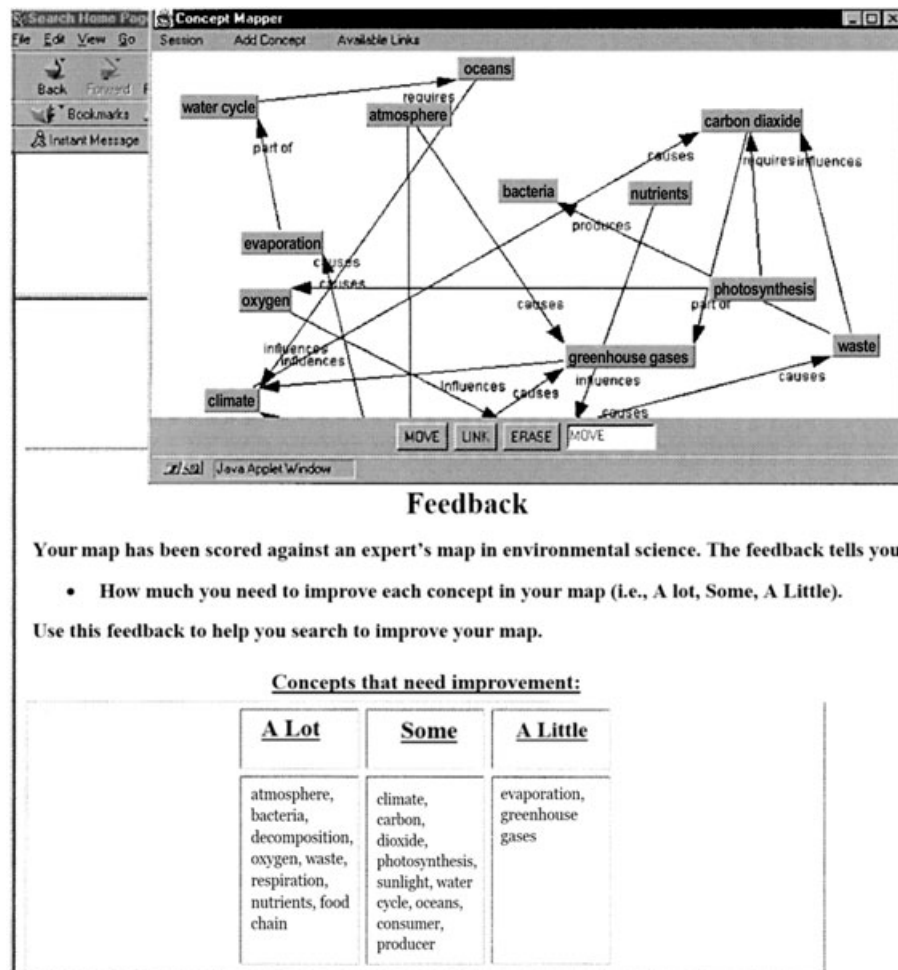 Search Home Pag
Concept Mapper
File Edit View Go
Session Add Concept Available Links
Back Forward
Bookmarks
Instant Message
oceans
water cycle
requires
atmosphere
carbon diaxide
part of
causes
requires
influences
bacteria
nutrients
produces
evaporation
causes
causes
oxygen
photosynthesis
causes
part of
influences
influences
greenhouse gases
waste
climate
Influences
causes
influences
causes
causes
MOVE LINK ERASE MOVE
Java Applet Window
Feedback
Your map has been scored against an expert's map in environmental science. The feedback tells you
• How much you need to improve each concept in your map (i.e., A lot, Some, A Little).
Use this feedback to help you search to improve your map.
Concepts that need improvement:
A Lot
Some
A Little
atmosphere,
bacteria,
decomposition,
oxygen, waste,
respiration,
nutrients, food
chain
climate,
carbon,
dioxide,
photosynthesis,
sunlight, water
cycle, oceans,
consumer,
producer
evaporation,
greenhouse
gases